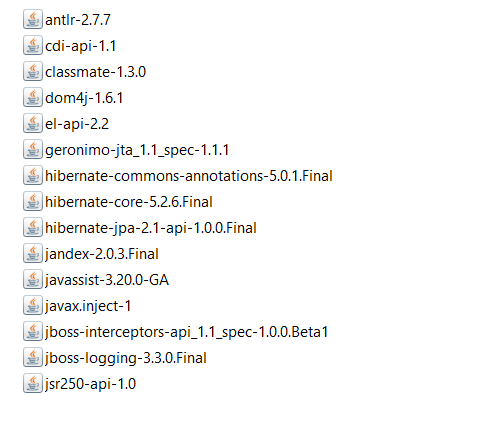 antlr-2.7.7
cdi-api-1.1
classmate-1.3.0
dom4j-1.6.1
el-api-2.2
geronimo-jta_1.1_spec-1.1.1
hibernate-commons-annotations-5.0.1.Final
hibernate-core-5.2.6.Final
hibernate-jpa-2.1-api-1.0.0.Final
jandex-2.0.3.Final
javassist-3.20.0-GA
javax.inject-1
jboss-interceptors-api_1.1_spec-1.0.0.Beta1
jboss-logging-3.3.0.Final
jsr250-api-1.0